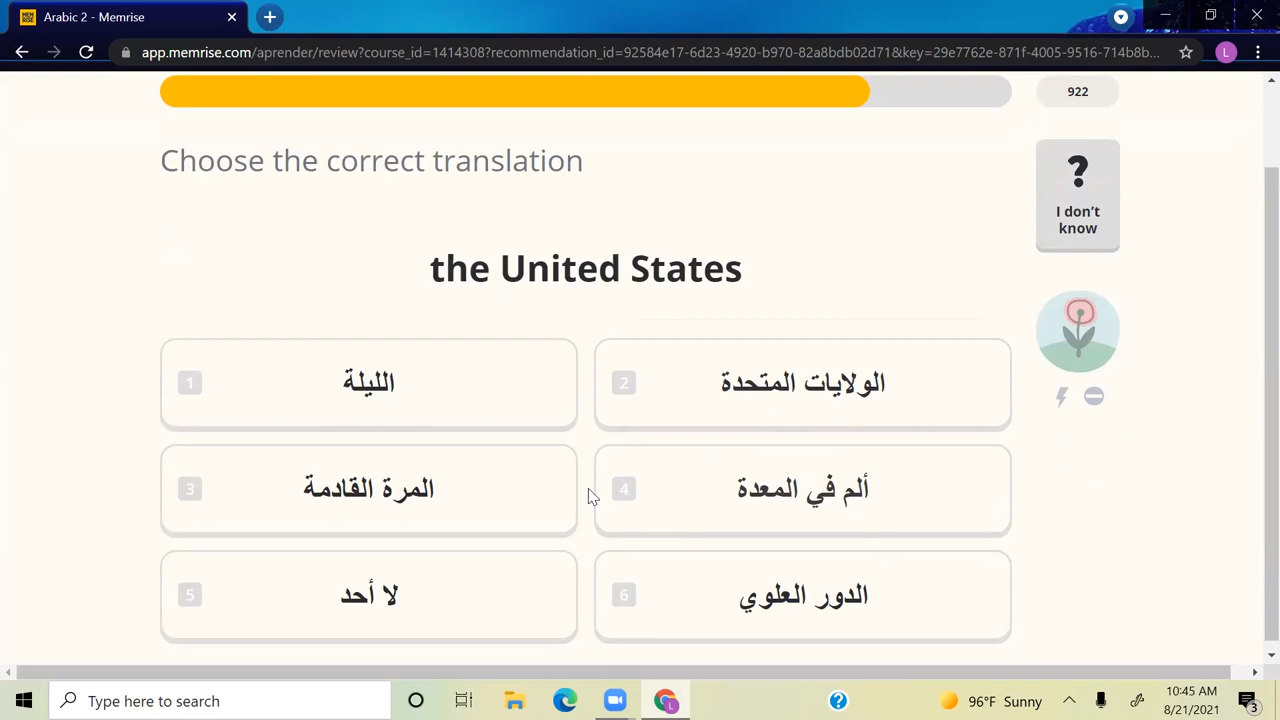 Arabic 2 - Memrise
app.memrise.com/aprender/review?course_id=1414308?recommendation_id=92584e17-6d23-4920-b970-82a8bdb02d71&key=29e7762e-871f-4005-9516-714b8b...
L
922
Choose the correct translation
?
I don't
know
the United States
1 الليلة
2 الولايات المتحدة
3 المرة القادمة
4 ألم في المعدة
5 لا أحد
6 الدور العلوي
Type here to search
L
?
96°F Sunny
10:45 AM
8/21/2021
3